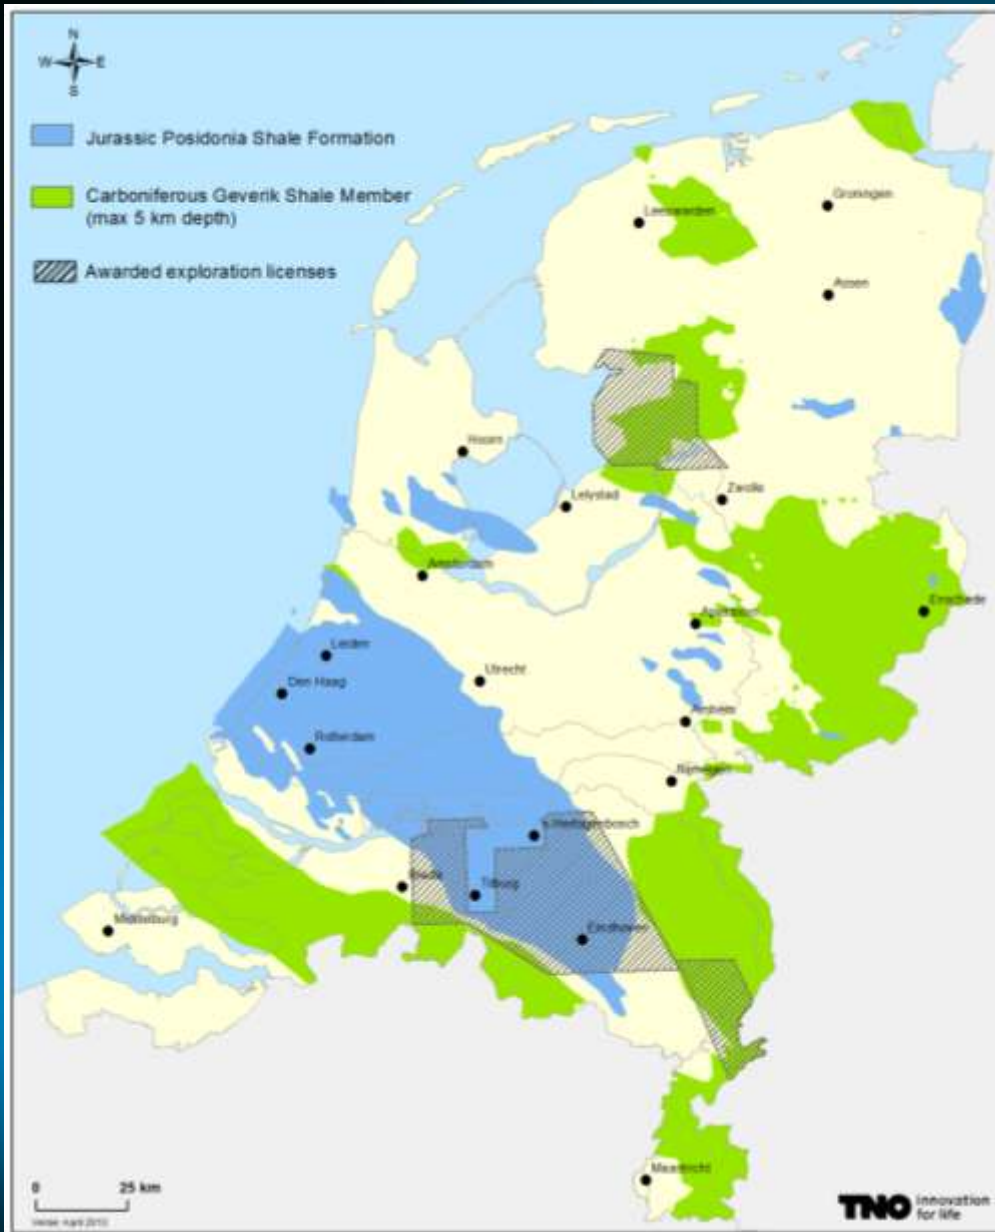 N
W E
S
Jurassic Posidonia Shale Formation
Carboniferous Geverik Shale Member
(max 5 km depth)
Awarded exploration licenses
Groningen
Leeuwarden
Assen
Hoorn
Lelystad
Zwolle
Amsterdam
Enschede
Apeldoorn
Leiden
Utrecht
Den Haag
Arnhem
Rotterdam
Nijmegen
s-Hertogenbosch
Breda
Tilburg
Middelburg
Eindhoven
Maastricht
0 25 km
TNO innovation
for life